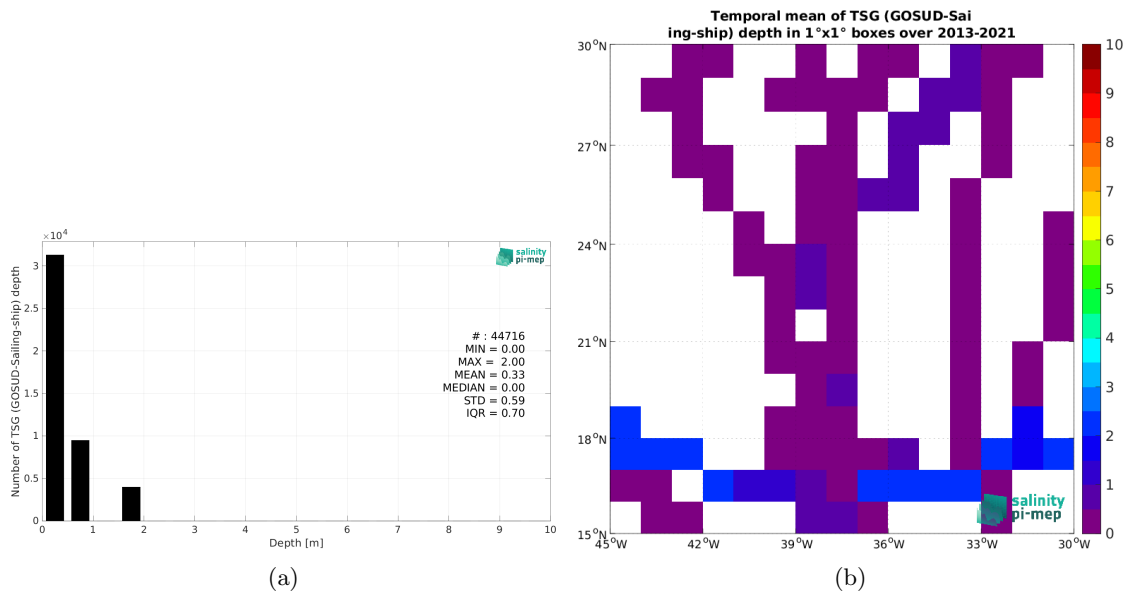 ×10⁴
3
2.5
2
1.5
1
0.5
0
0 1 2 3 4 5 6 7 8 9 10
Number of TSG (GOSUD-Sailing-ship) depth
Depth [m]
salinity
pi-mep
# : 44716
MIN = 0.00
MAX = 2.00
MEAN = 0.33
MEDIAN = 0.00
STD = 0.59
IQR = 0.70
(a)
Temporal mean of TSG (GOSUD-Sai
ing-ship) depth in 1°x1° boxes over 2013-2021
30°N
27°N
24°N
21°N
18°N
15°N
45°W 42°W 39°W 36°W 33°W 30°W
10
9
8
7
6
5
4
3
2
1
0
salinity
pi-mep
(b)